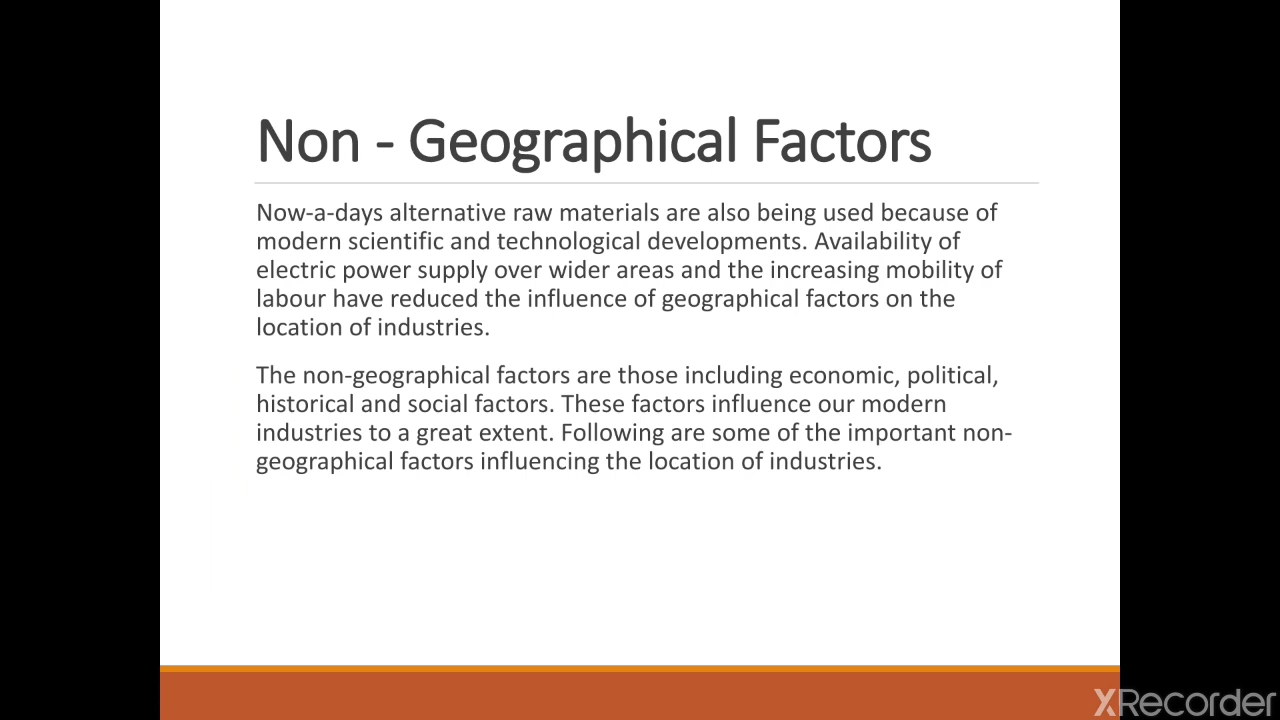 Non - Geographical Factors
Now-a-days alternative raw materials are also being used because of
modern scientific and technological developments. Availability of
electric power supply over wider areas and the increasing mobility of
labour have reduced the influence of geographical factors on the
location of industries.
The non-geographical factors are those including economic, political,
historical and social factors. These factors influence our modern
industries to a great extent. Following are some of the important non-
geographical factors influencing the location of industries.
XRecorder